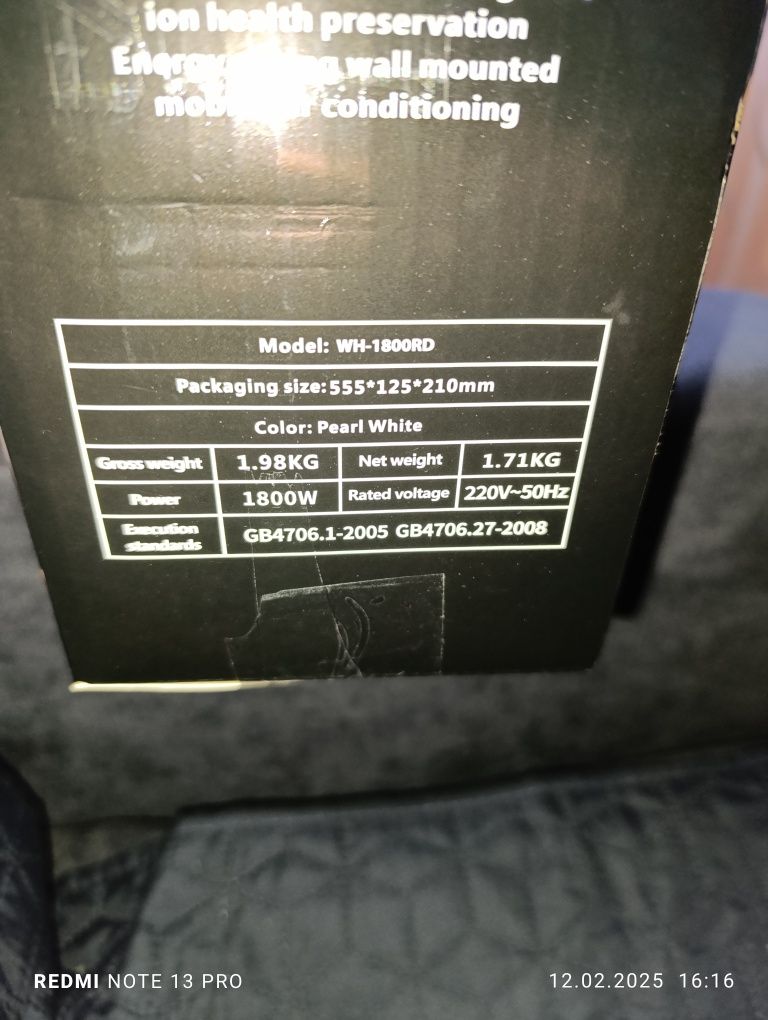 ion health preservation
wall mounted
conditioning
Model: WH-1800RD
Packaging size:555*125*210mm
Color: Pearl White
Gross weight 1.98KG Net weight 1.71KG
Power 1800W Rated voltage 220V~50Hz
Execution
standards GB4706.1-2005 GB4706.27-2008
REDMI NOTE 13 PRO 12.02.2025 16:16